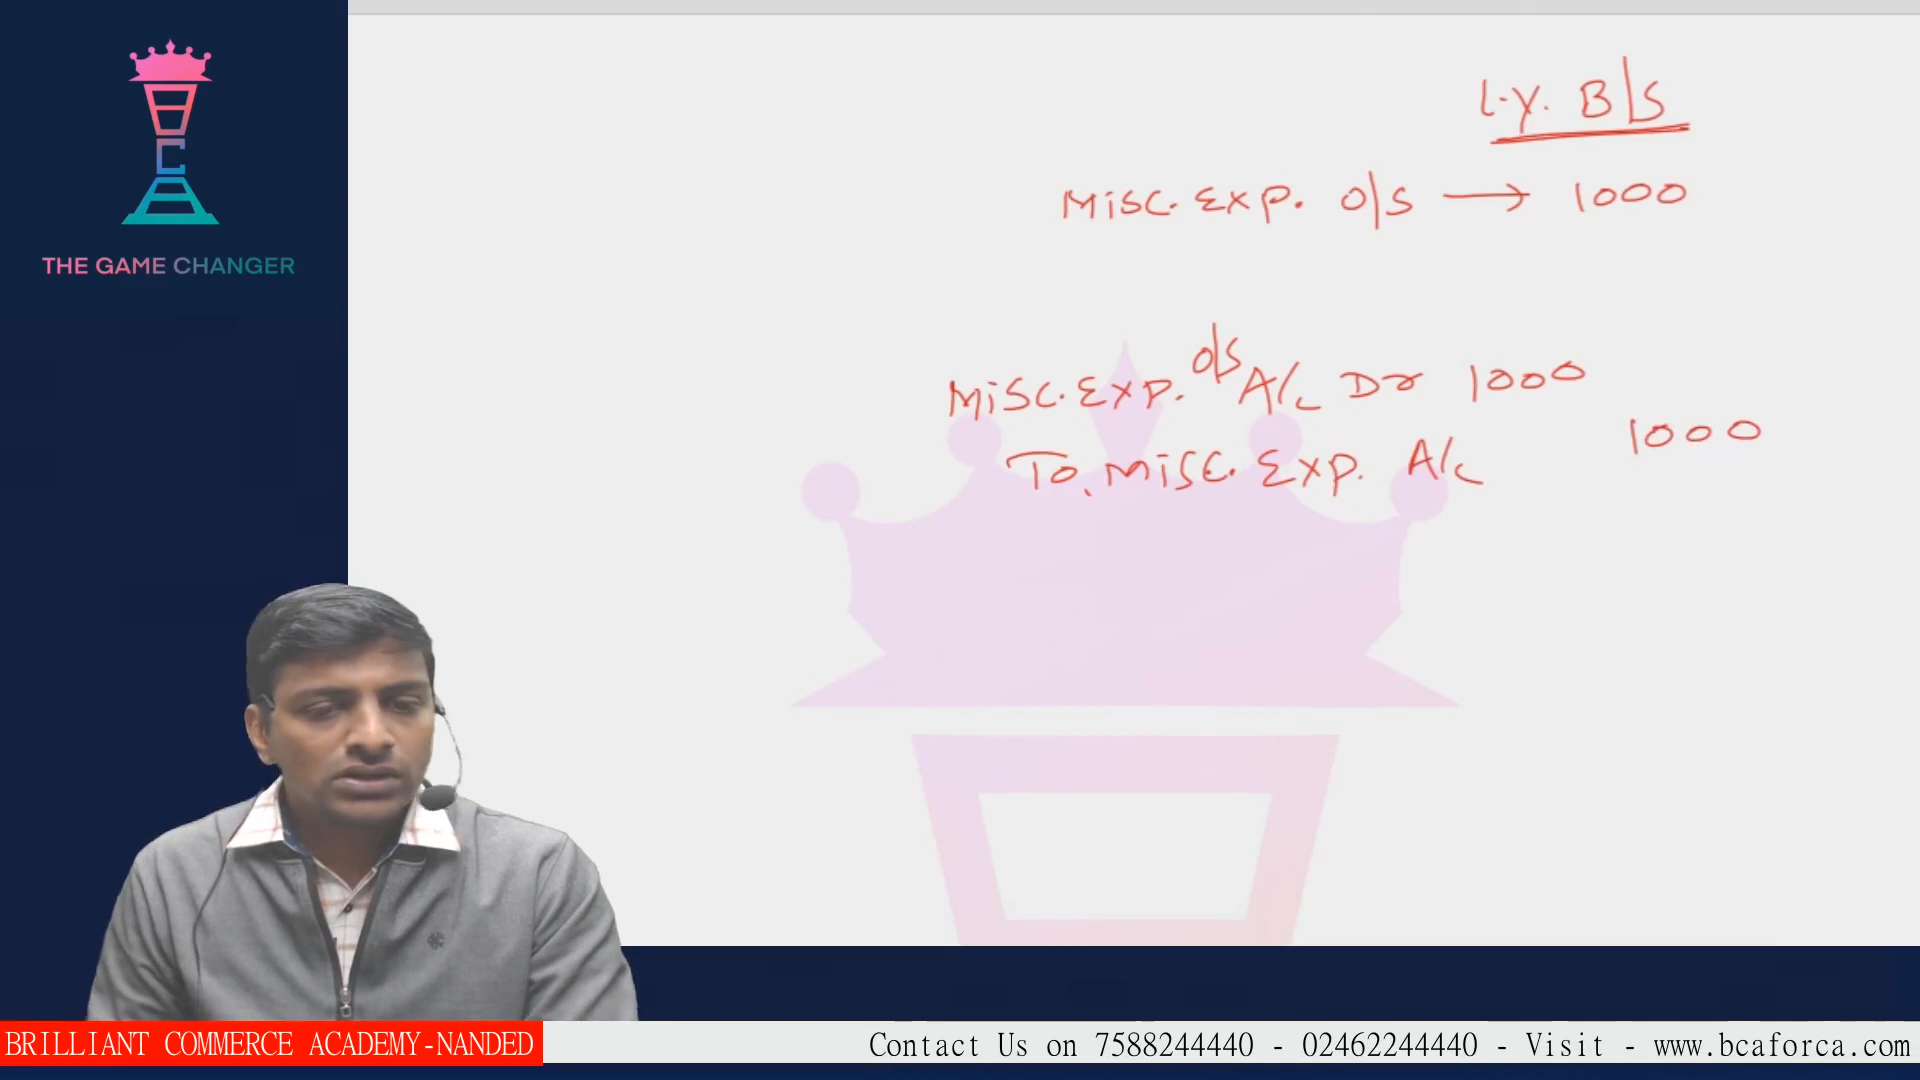 THE GAME CHANGER
L.Y. B/S
Misc. Exp. O/S → 1000
Misc. Exp. O/S A/c Dr 1000
To, Misc. Exp. A/c 1000
BRILLIANT COMMERCE ACADEMY-NANDED
Contact Us on 7588244440 - 02462244440 - Visit - www.bcaforca.com